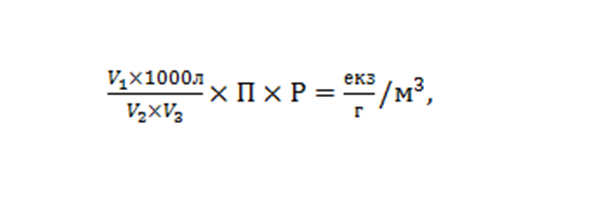 V₁×1000л/V₂×V₃ × П × Р = екз/г/м³,